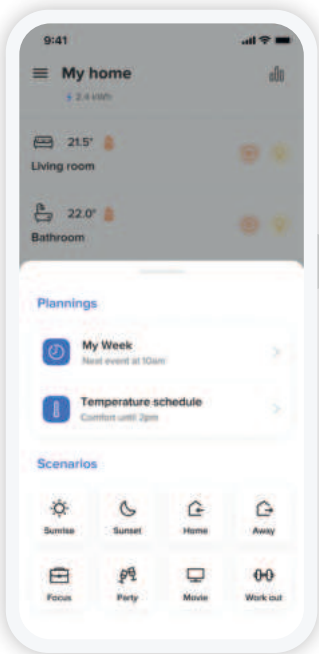 9:41
My home
2.4 kWh
21.5°
Living room
22.0°
Bathroom
Plannings
My Week
Next event at 10am
Temperature schedule
Comfort until 2pm
Scenarios
Sunrise Sunset Home Away
Focus Party Movie Work out